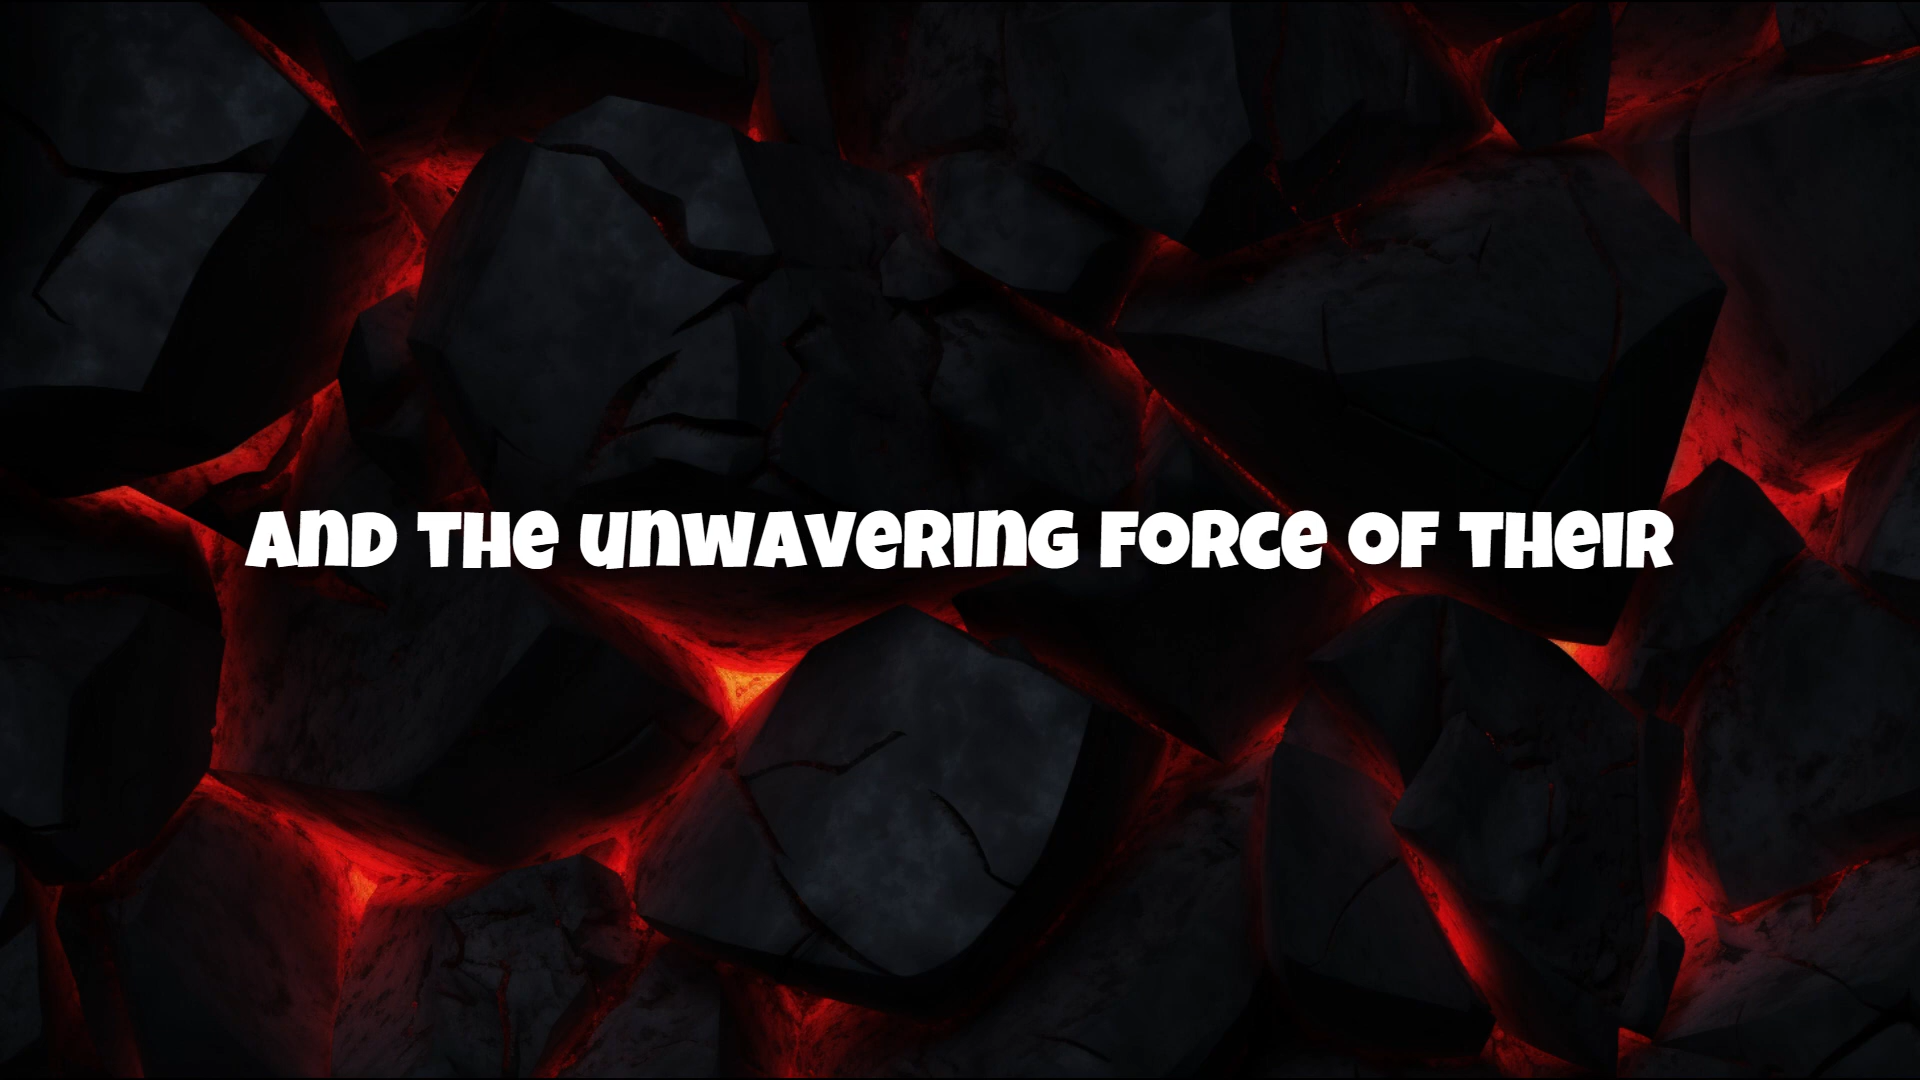 AND THE UNWAVERING FORCE OF THEIR